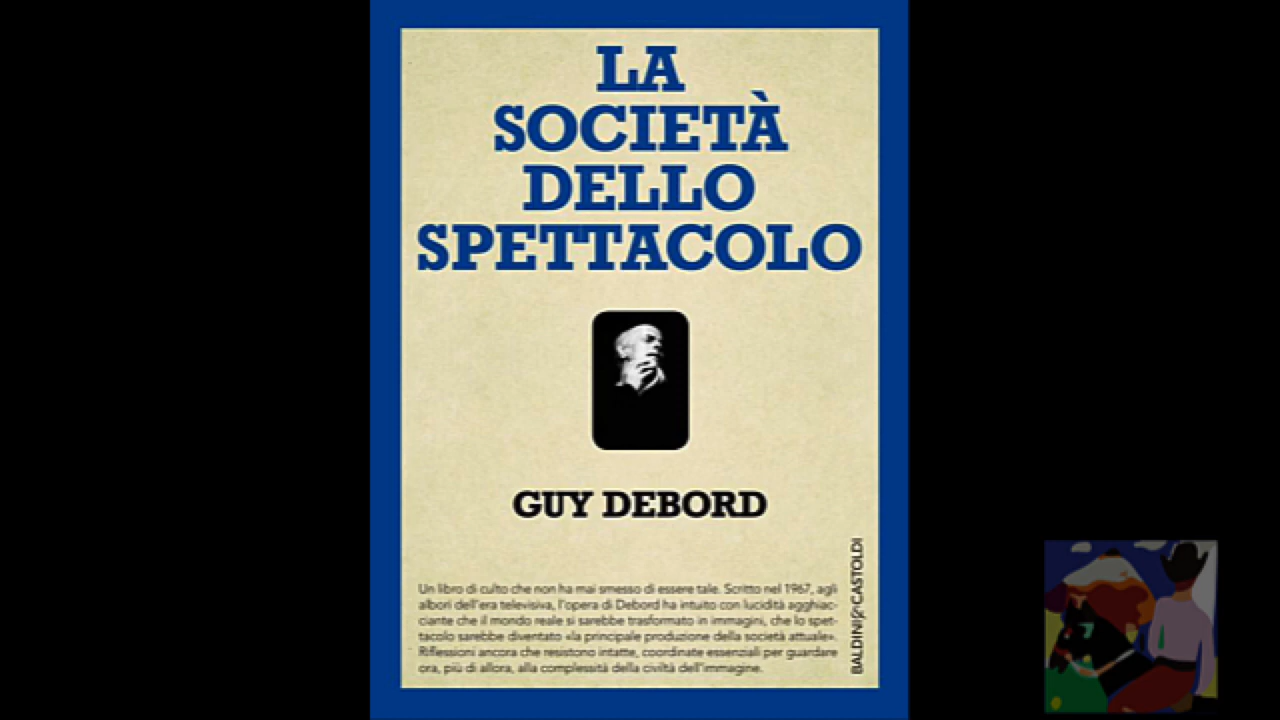 LA
SOCIETÀ
DELLO
SPETTACOLO
GUY DEBORD
Un libro di culto che non ha mai smesso di essere tale. Scritto nel 1967, agli
albori dell'era televisiva, l'opera di Debord ha intuito con lucidità agghiac-
ciante che il mondo reale si sarebbe trasformato in immagini, che lo spet-
tacolo sarebbe diventato «la principale produzione della società attuale».
Riflessioni ancora che resistono intatte, coordinate essenziali per guardare
ora, più di allora, alla complessità della civiltà dell'immagine.
BALDINI&CASTOLDI